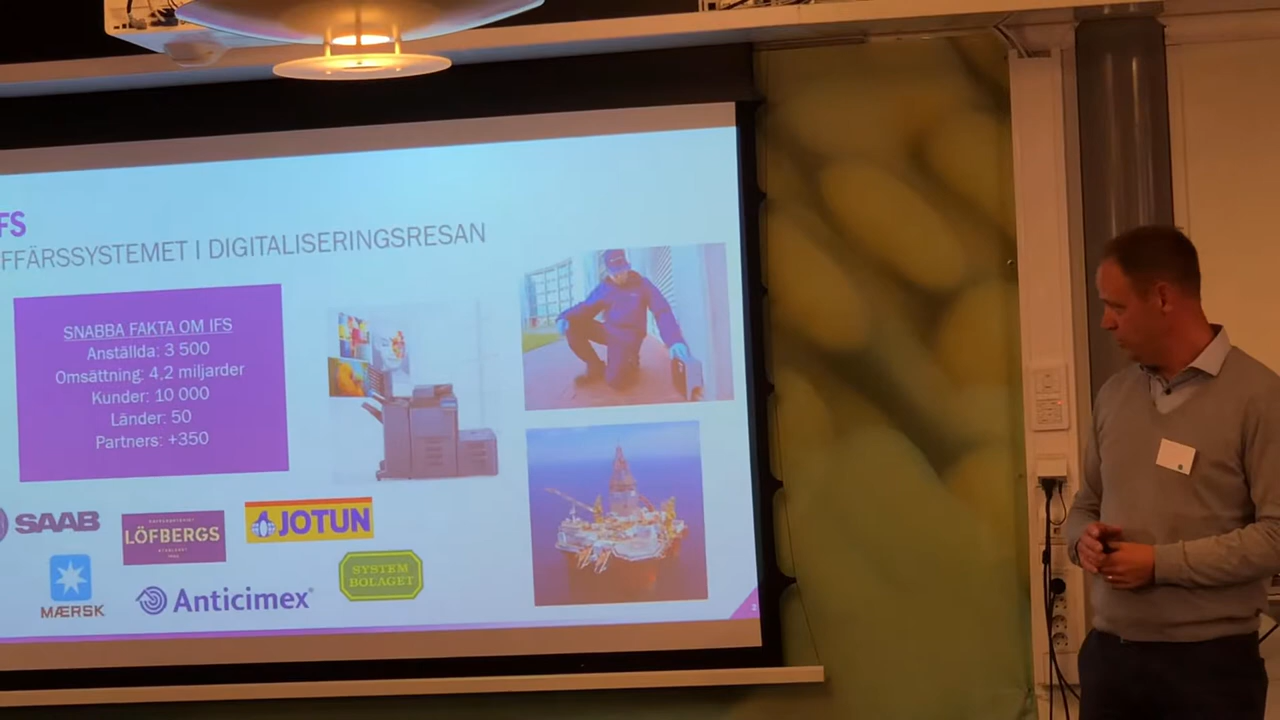 FS
FFÄRSSYSTEMET I DIGITALISERINGSRESAN
SNABBA FAKTA OM IFS
Anställda: 3 500
Omsättning: 4,2 miljarder
Kunder: 10 000
Länder: 50
Partners: +350
SAAB
LÖFBERGS
JOTUN
MÆRSK
Anticimex®
SYSTEM
BOLAGET
2